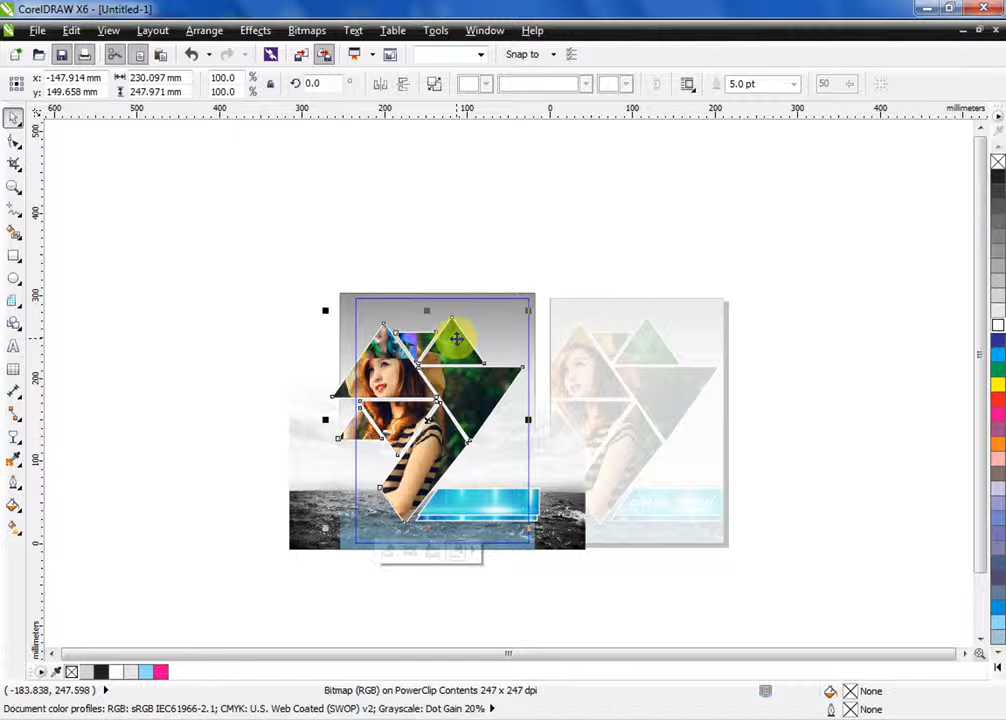 CorelDRAW X6 - [Untitled-1]
File Edit View Layout Arrange Effects Bitmaps Text Table Tools Window Help
Snap to
x: -147.914 mm 230.097 mm 100.0 % 0.0 ° 5.0 pt 50
y: 149.658 mm 247.971 mm 100.0 %
600 300 200 100 0 100 200 300 400 millimeters
500
400
300
200
100
0
millimeters
(-183.838, 247.598) Bitmap (RGB) on PowerClip Contents 247 x 247 dpi None
Document color profiles: RGB: sRGB IEC61966-2.1; CMYK: U.S. Web Coated (SWOP) v2; Grayscale: Dot Gain 20% None